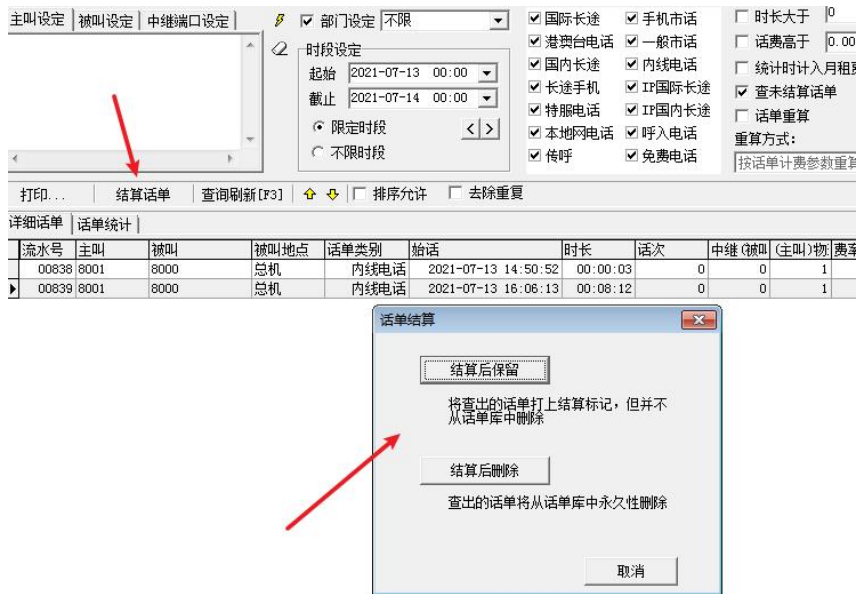 主叫设定 被叫设定 中继端口设定
部门设定 不限
时段设定
起始 2021-07-13 00:00
截止 2021-07-14 00:00
限定时段 < >
不限时段
国际长途 手机市话
港澳台电话 一般市话
国内长途 内线电话
长途手机 IP国际长途
特服电话 IP国内长途
本地网电话 呼入电话
传呼 免费电话
时长大于 0
话费高于 0.00
统计时计入月租费
查未结算话单
话单重算
重算方式:
按话单计费参数重算
打印... 结算话单 查询刷新[F3] 排序允许 去除重复
详细话单 话单统计
流水号 主叫 被叫 被叫地点 话单类别 始话 时长 话次 中继(被叫 (主叫)物 费率
00838 8001 8000 总机 内线电话 2021-07-13 14:50:52 00:00:03 0 0 1
00839 8001 8000 总机 内线电话 2021-07-13 16:06:13 00:08:12 0 0 1
话单结算
结算后保留
将查出的话单打上结算标记，但并不
从话单库中删除
结算后删除
查出的话单将从话单库中永久性删除
取消